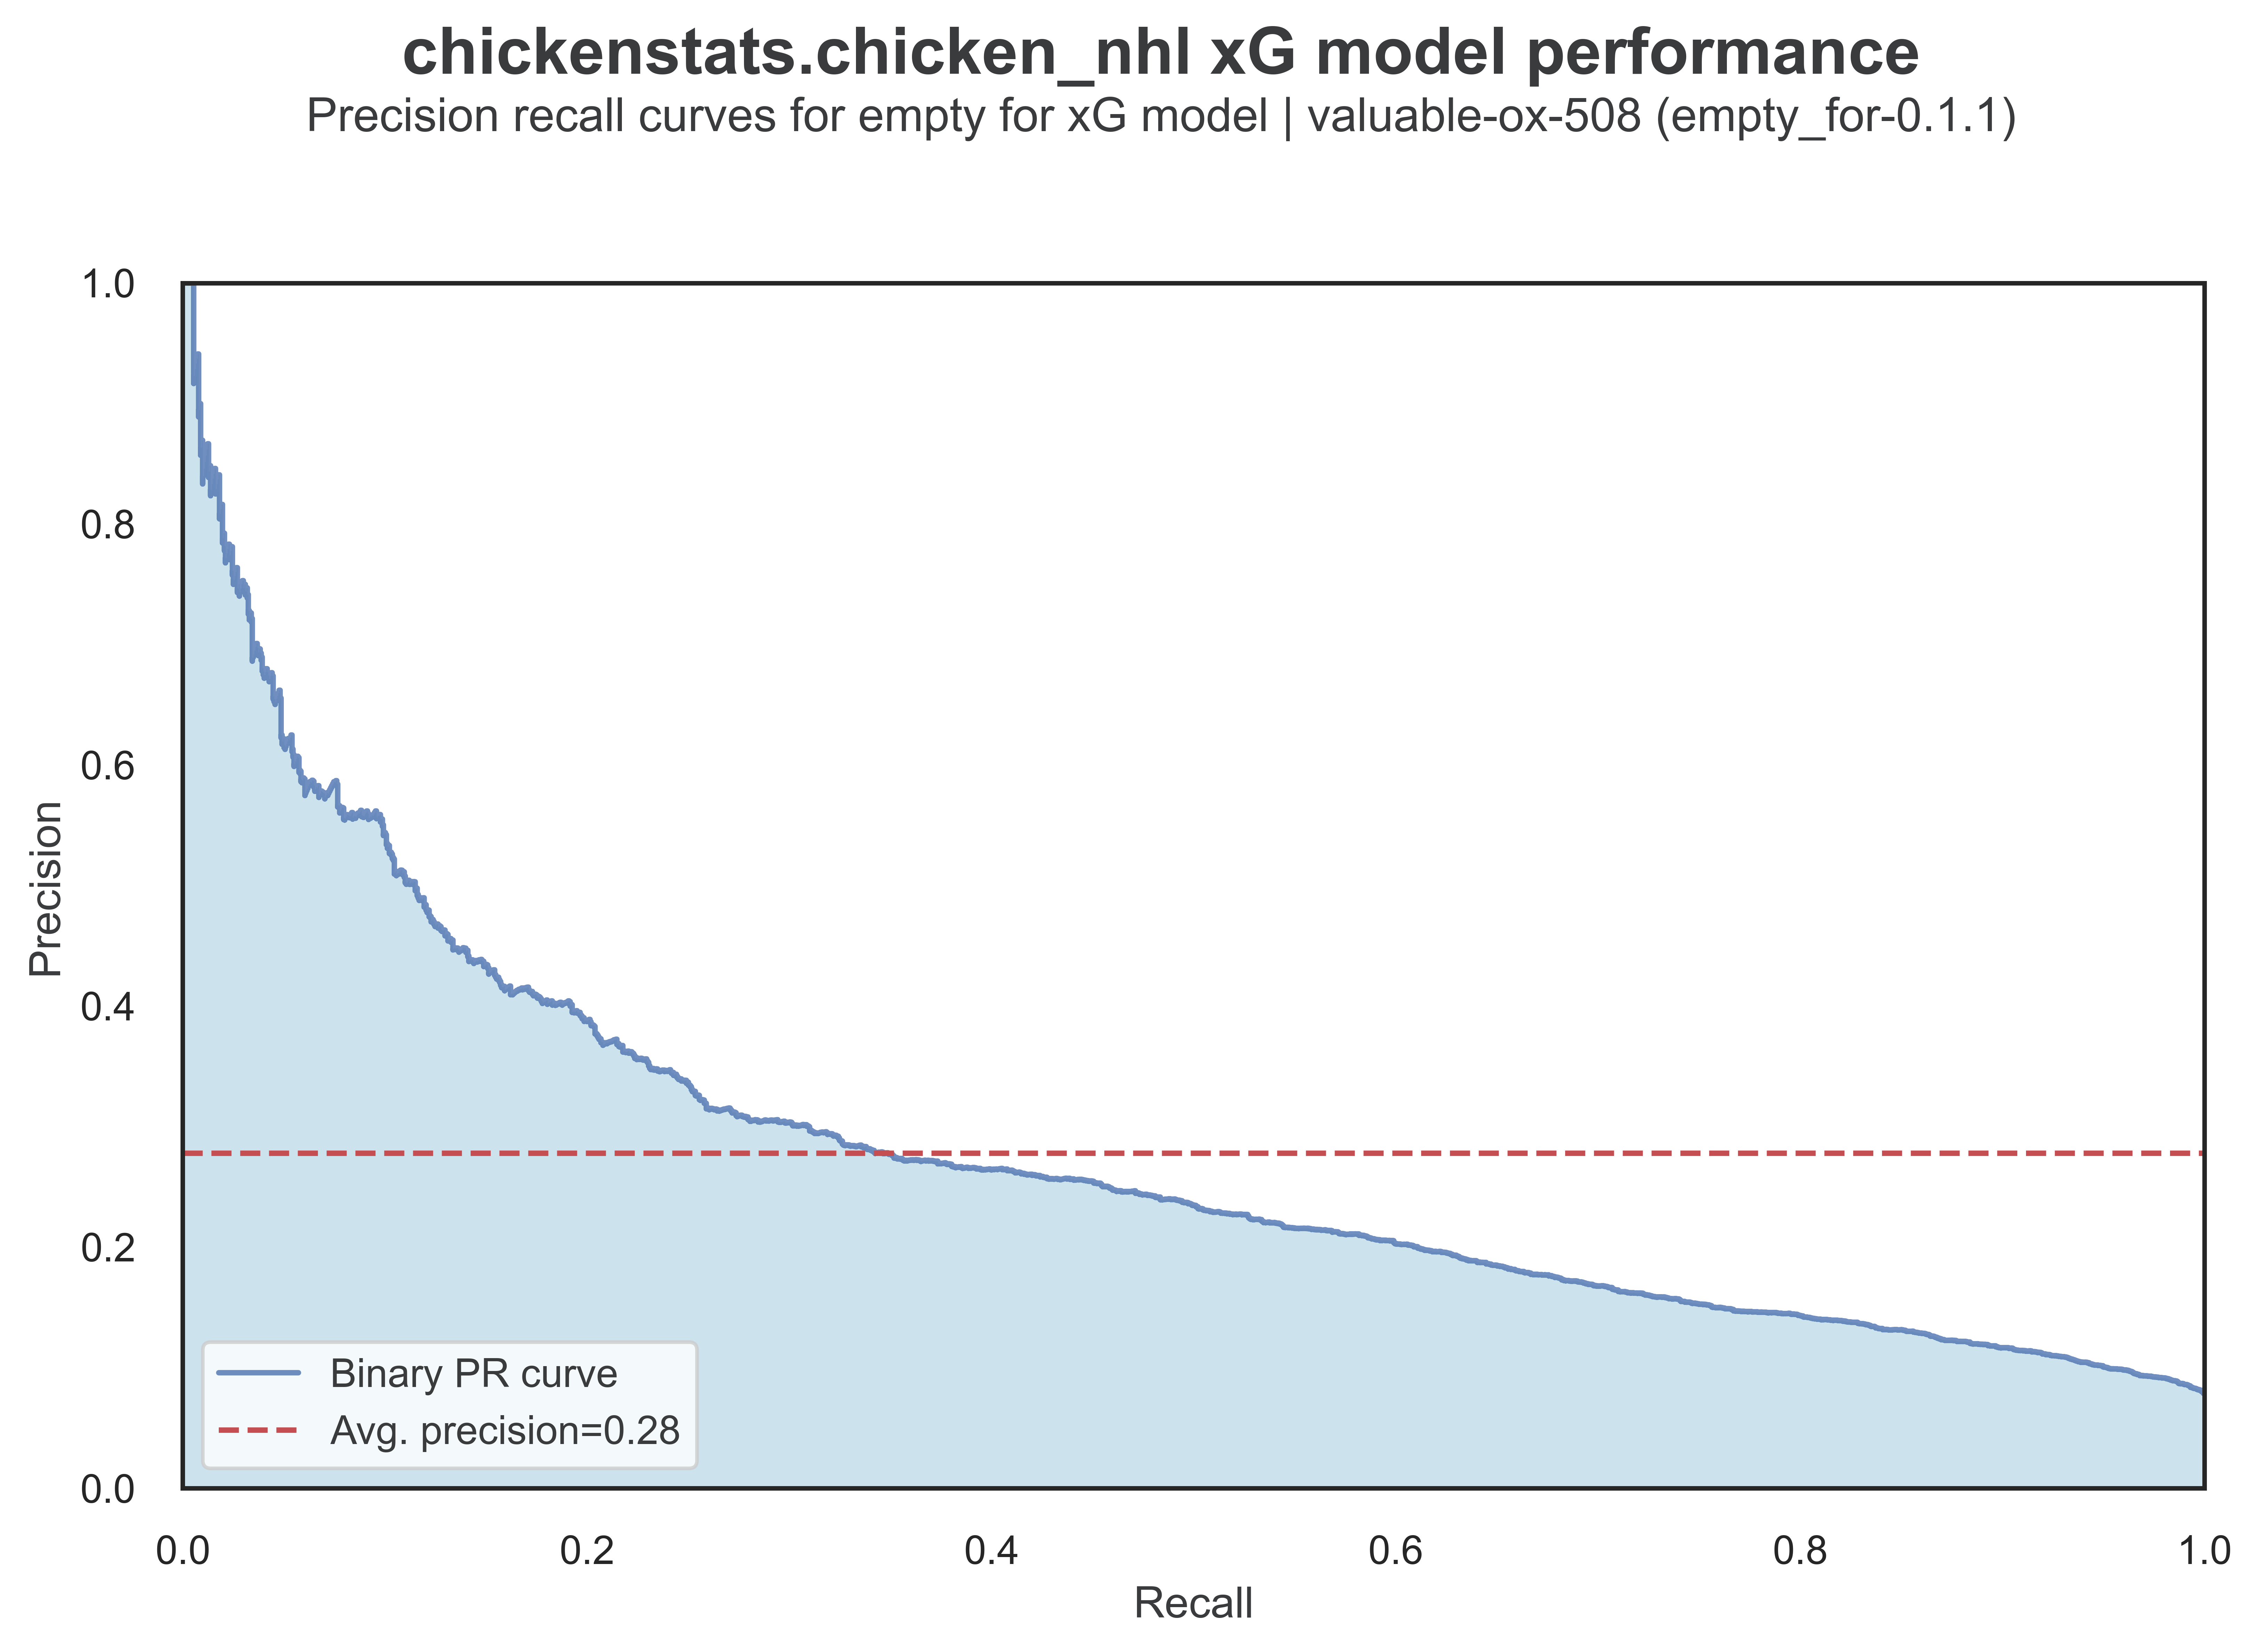 chickenstats.chicken_nhl xG model performance
Precision recall curves for empty for xG model | valuable-ox-508 (empty_for-0.1.1)
1.0
0.8
0.6
0.4
0.2
0.0
Precision
Binary PR curve
Avg. precision=0.28
0.0 0.2 0.4 0.6 0.8 1.0
Recall